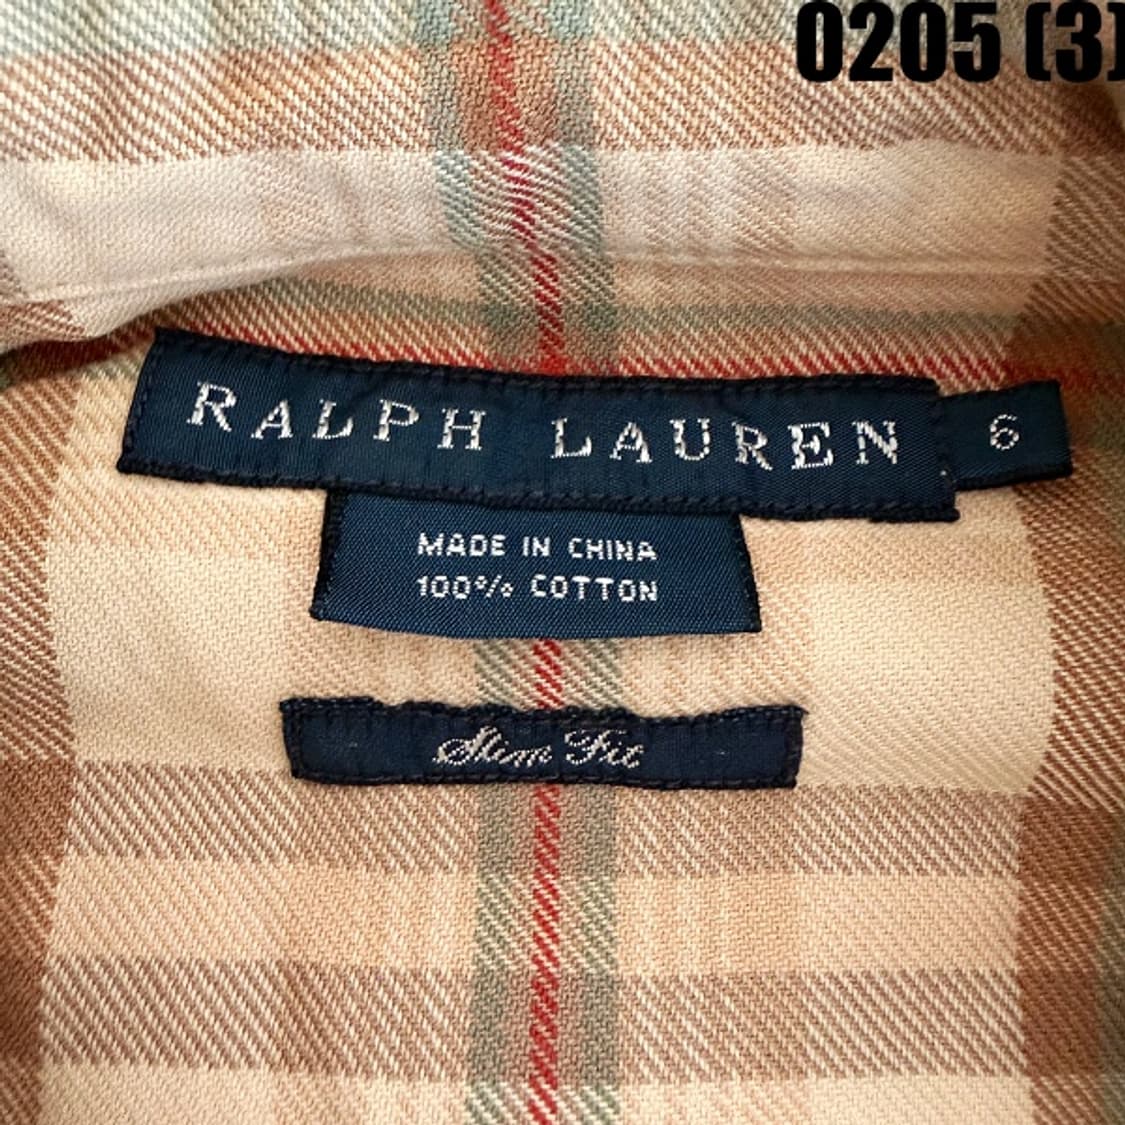 0205 (3)
RALPH LAUREN 6
MADE IN CHINA
100% COTTON
Slim Fit